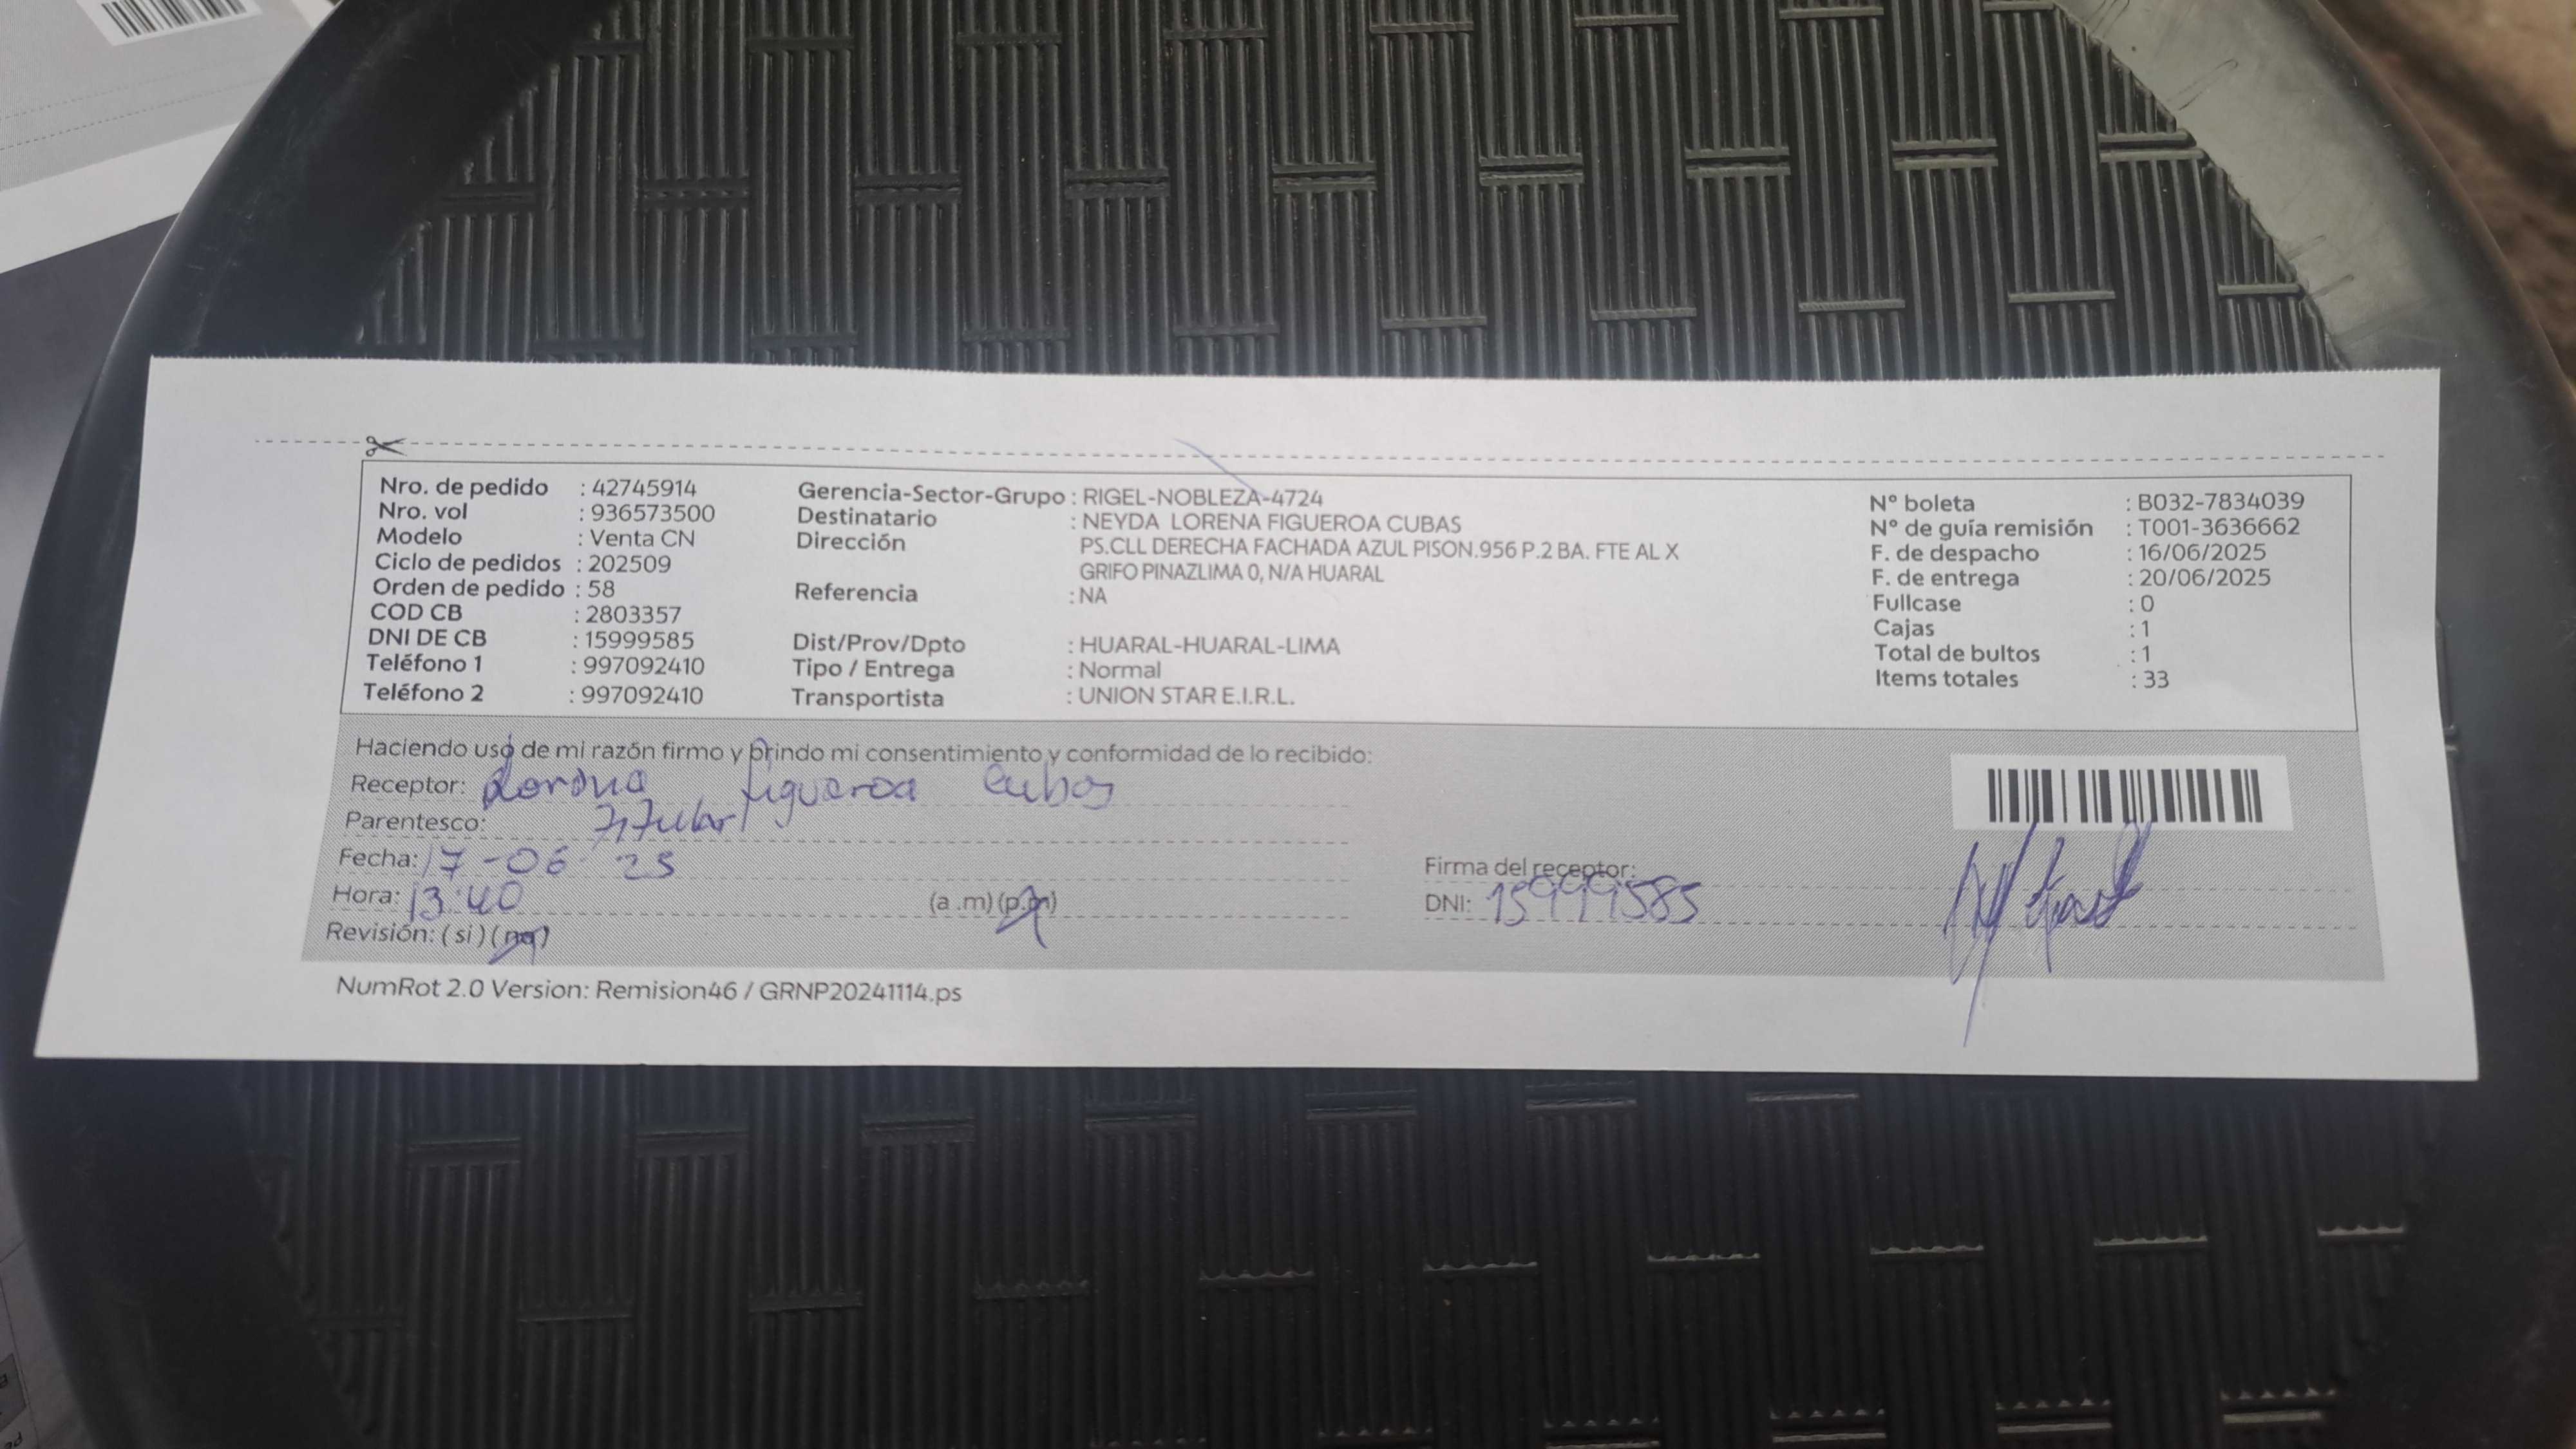 Nro. de pedido : 42745914
Nro. vol : 936573500
Modelo : Venta CN
Ciclo de pedidos : 202509
Orden de pedido : 58
COD CB : 2803357
DNI DE CB : 15999585
Teléfono 1 : 997092410
Teléfono 2 : 997092410
Gerencia-Sector-Grupo : RIGEL-NOBLEZA-4724
Destinatario : NEYDA LORENA FIGUEROA CUBAS
Dirección PS.CLL DERECHA FACHADA AZUL PISON.956 P.2 BA. FTE AL X
GRIFO PINAZLIMA 0, N/A HUARAL
Referencia : NA
Dist/Prov/Dpto : HUARAL-HUARAL-LIMA
Tipo / Entrega : Normal
Transportista : UNION STAR E.I.R.L.
N° boleta : B032-7834039
N° de guía remisión : T001-3636662
F. de despacho : 16/06/2025
F. de entrega : 20/06/2025
Fullcase : 0
Cajas : 1
Total de bultos : 1
Items totales : 33
Haciendo uso de mi razón firmo y brindo mi consentimiento y conformidad de lo recibido:
Receptor: Lorena Figueroa Cubas
Parentesco: Titular
Fecha: 17-06-25
Hora: 13:40 (a .m) (p.m)
Revisión: ( si ) ( no )
Firma del receptor:
DNI: 15999585
NumRot 2.0 Version: Remision46 / GRNP20241114.ps